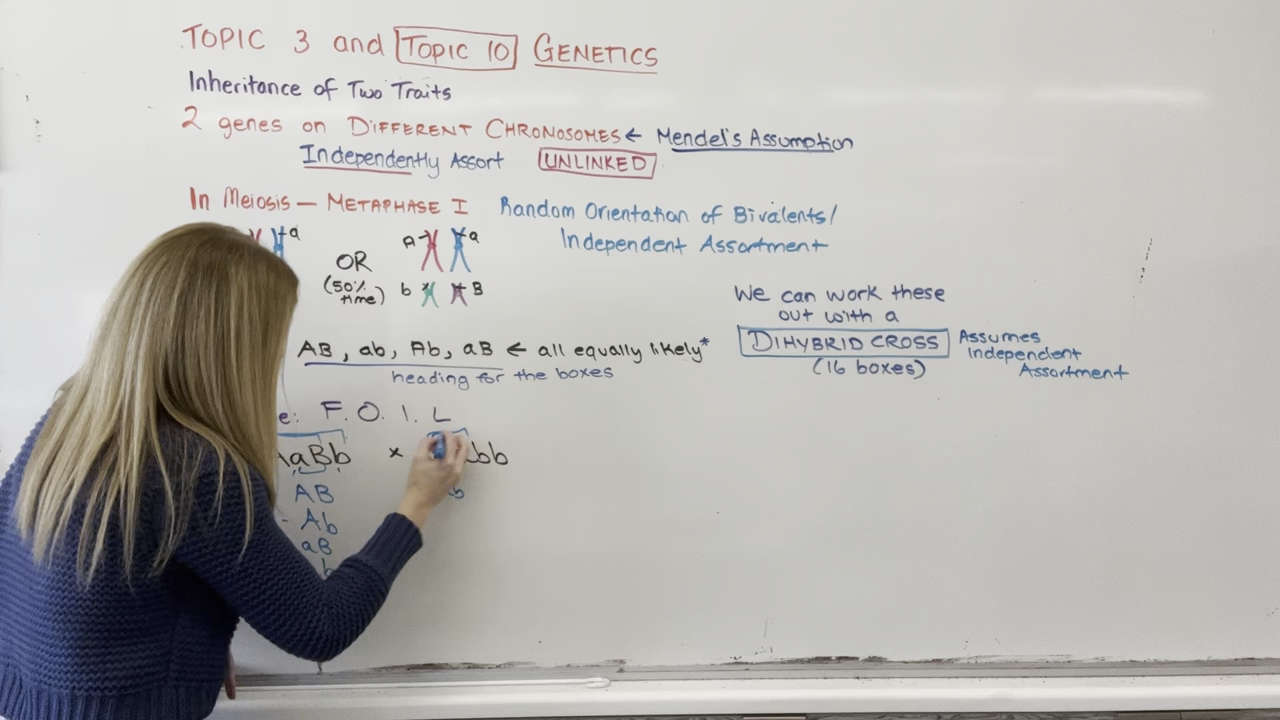 TOPIC 3 and Topic 10 GENETICS
Inheritance of Two Traits
2 genes on DIFFERENT CHRONOSOMES ← Mendel's Assumption
Independently Assort UNLINKED
In Meiosis — METAPHASE I Random Orientation of Bivalents/
Independent Assortment
a OR A a
(50% time) b B
We can work these
out with a
DIHYBRID CROSS
(16 boxes)
Assumes
Independent
Assortment
AB, ab, Ab, aB ← all equally likely*
heading for the boxes
F. O. I. L
AaBb × bb
AB
Ab
aB
b
b